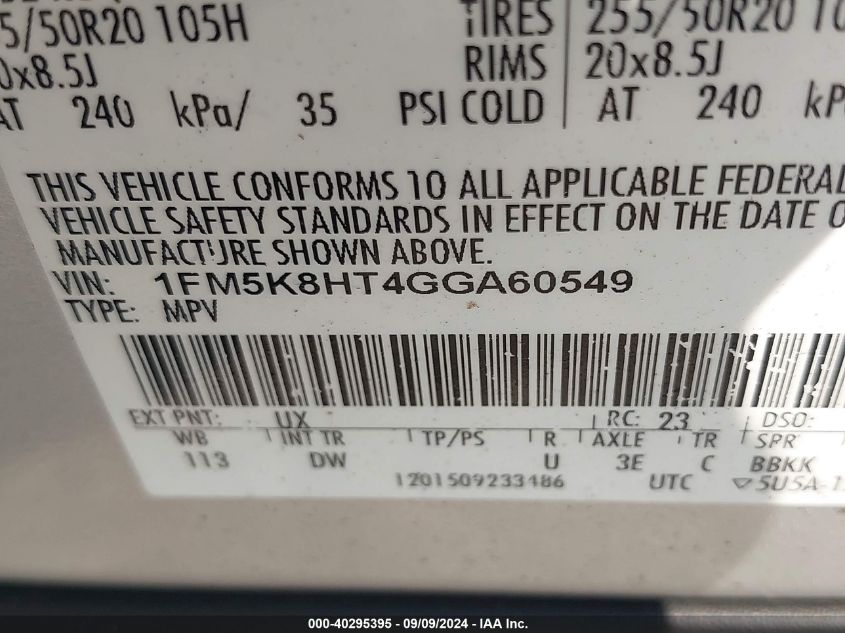 5/50R20 105H TIRES 255/50R20 10
0x8.5J RIMS 20x8.5J
AT 240 kPa/ 35 PSI COLD AT 240 kP
THIS VEHICLE CONFORMS TO ALL APPLICABLE FEDERAL
VEHICLE SAFETY STANDARDS IN EFFECT ON THE DATE O
MANUFACTURE SHOWN ABOVE.
VIN: 1FM5K8HT4GGA60549
TYPE: MPV
EXT PNT: UX RC: 23 DSO:
WB INT TR TP/PS R AXLE TR SPR
113 DW U 3E C BBKK
1201509233486 UTC 5U5A-1
000-40295395 - 09/09/2024 - IAA Inc.